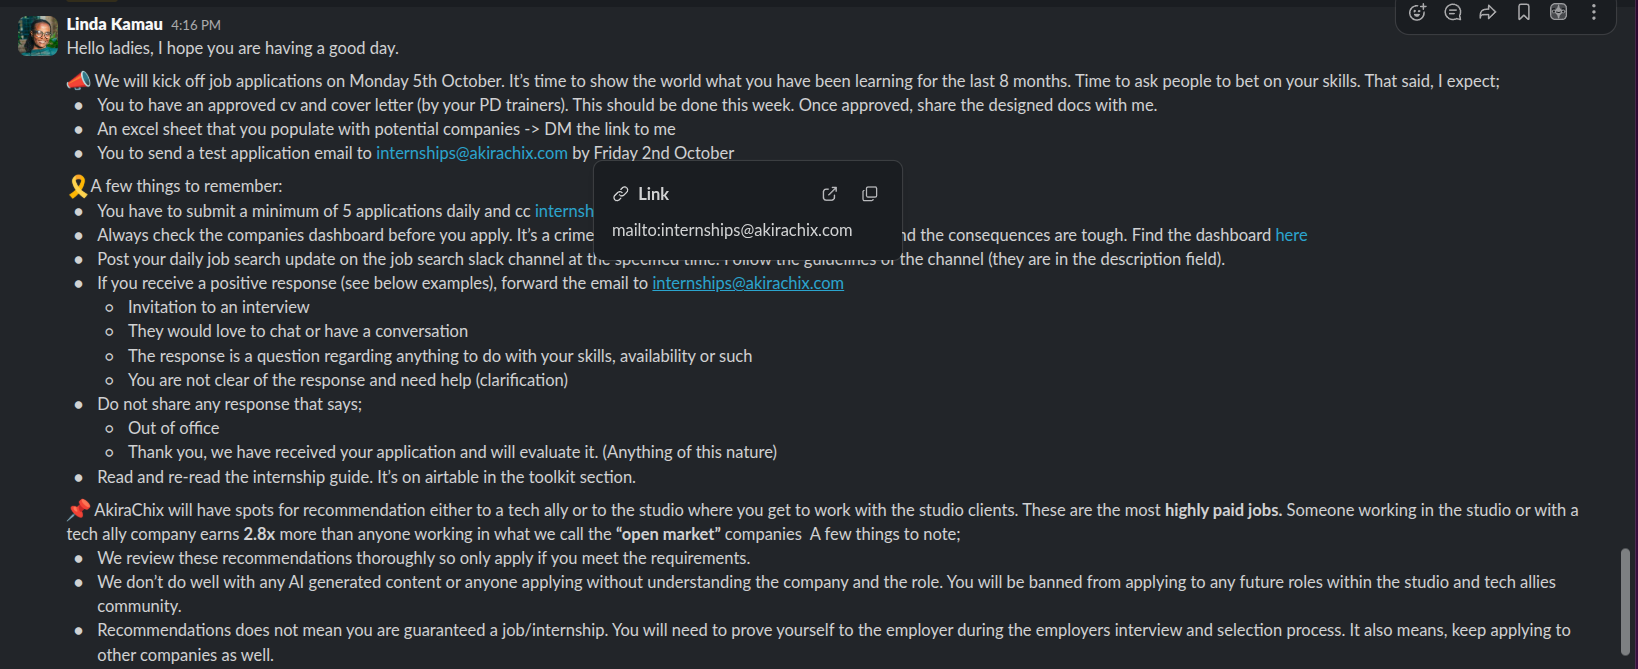 Linda Kamau 4:16 PM
Hello ladies, I hope you are having a good day.
We will kick off job applications on Monday 5th October. It's time to show the world what you have been learning for the last 8 months. Time to ask people to bet on your skills. That said, I expect;
• You to have an approved cv and cover letter (by your PD trainers). This should be done this week. Once approved, share the designed docs with me.
• An excel sheet that you populate with potential companies -> DM the link to me
• You to send a test application email to internships@akirachix.com by Friday 2nd October
A few things to remember:
Link
• You have to submit a minimum of 5 applications daily and cc internsh
mailto:internships@akirachix.com
• Always check the companies dashboard before you apply. It's a crime the consequences are tough. Find the dashboard here
• Post your daily job search update on the job search slack channel at the specified time. Follow the guidelines of the channel (they are in the description field).
• If you receive a positive response (see below examples), forward the email to internships@akirachix.com
◦ Invitation to an interview
◦ They would love to chat or have a conversation
◦ The response is a question regarding anything to do with your skills, availability or such
◦ You are not clear of the response and need help (clarification)
• Do not share any response that says;
◦ Out of office
◦ Thank you, we have received your application and will evaluate it. (Anything of this nature)
• Read and re-read the internship guide. It's on airtable in the toolkit section.
AkiraChix will have spots for recommendation either to a tech ally or to the studio where you get to work with the studio clients. These are the most highly paid jobs. Someone working in the studio or with a
tech ally company earns 2.8x more than anyone working in what we call the "open market" companies A few things to note;
• We review these recommendations thoroughly so only apply if you meet the requirements.
• We don't do well with any AI generated content or anyone applying without understanding the company and the role. You will be banned from applying to any future roles within the studio and tech allies
community.
• Recommendations does not mean you are guaranteed a job/internship. You will need to prove yourself to the employer during the employers interview and selection process. It also means, keep applying to
other companies as well.